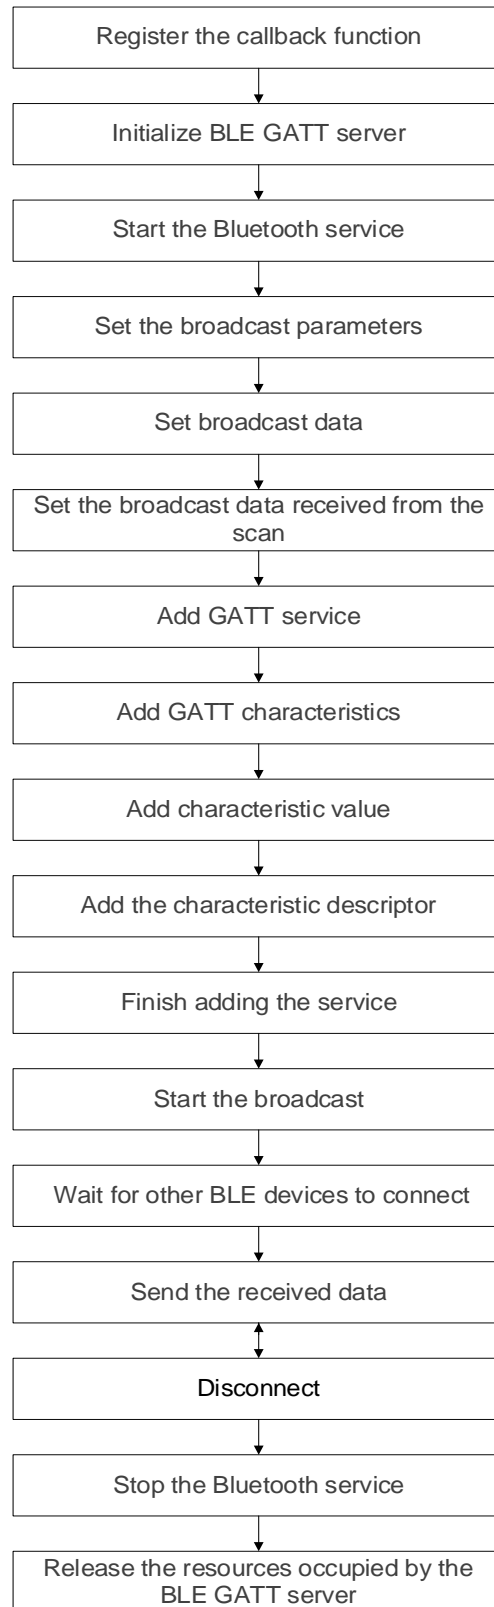 Register the callback function
Initialize BLE GATT server
Start the Bluetooth service
Set the broadcast parameters
Set broadcast data
Set the broadcast data received from the
scan
Add GATT service
Add GATT characteristics
Add characteristic value
Add the characteristic descriptor
Finish adding the service
Start the broadcast
Wait for other BLE devices to connect
Send the received data
Disconnect
Stop the Bluetooth service
Release the resources occupied by the
BLE GATT server